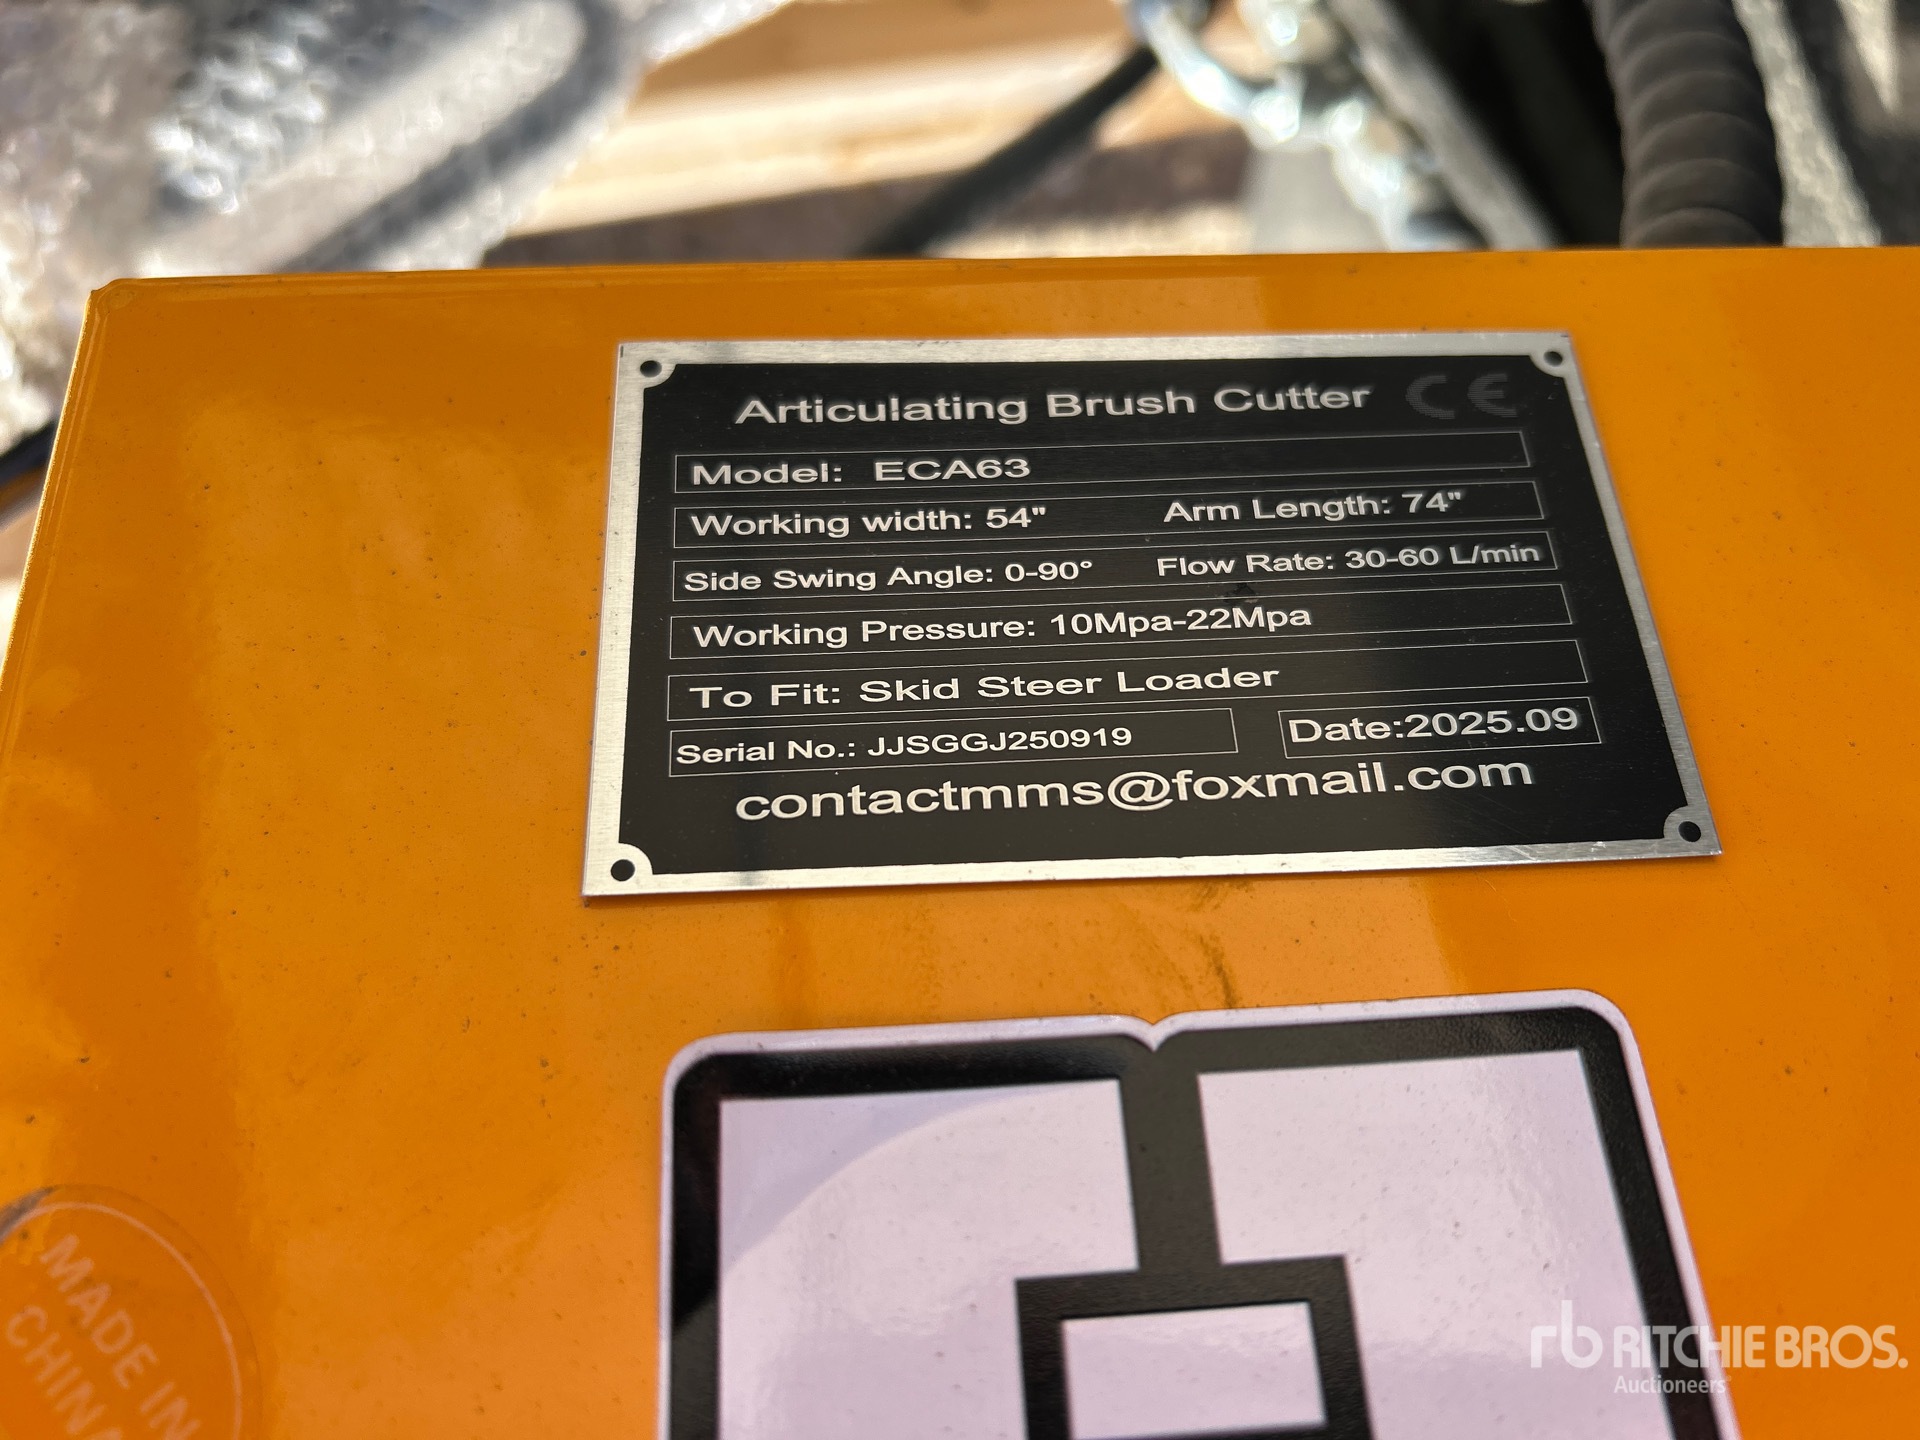 Articulating Brush Cutter CE
Model: ECA63
Working width: 54" Arm Length: 74"
Side Swing Angle: 0-90° Flow Rate: 30-60 L/min
Working Pressure: 10Mpa-22Mpa
To Fit: Skid Steer Loader
Serial No.: JJSGGJ250919 Date:2025.09
contactmms@foxmail.com
MADE IN
CHINA
rb RITCHIE BROS.
Auctioneers